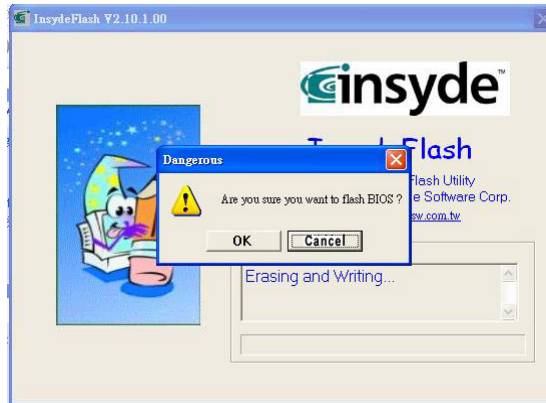 InsydeFlash V2.10.1.00
insyde™
Flash
Dangerous
Flash Utility
Are you sure you want to flash BIOS ?
Software Corp.
sw.com.tw
OK
Cancel
Erasing and Writing...